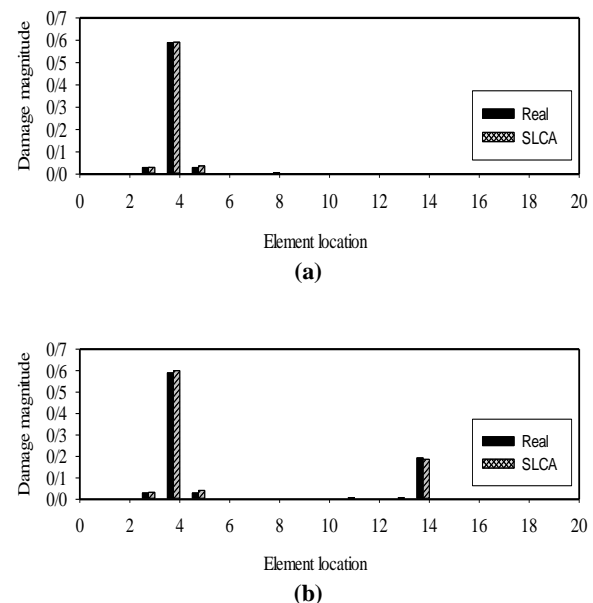 0/7
0/6
0/5
0/4
0/3
0/2
0/1
0/0
Damage magnitude
Real
SLCA
0 2 4 6 8 10 12 14 16 18 20
Element location
(a)
0/7
0/6
0/5
0/4
0/3
0/2
0/1
0/0
Damage magnitude
Real
SLCA
0 2 4 6 8 10 12 14 16 18 20
Element location
(b)